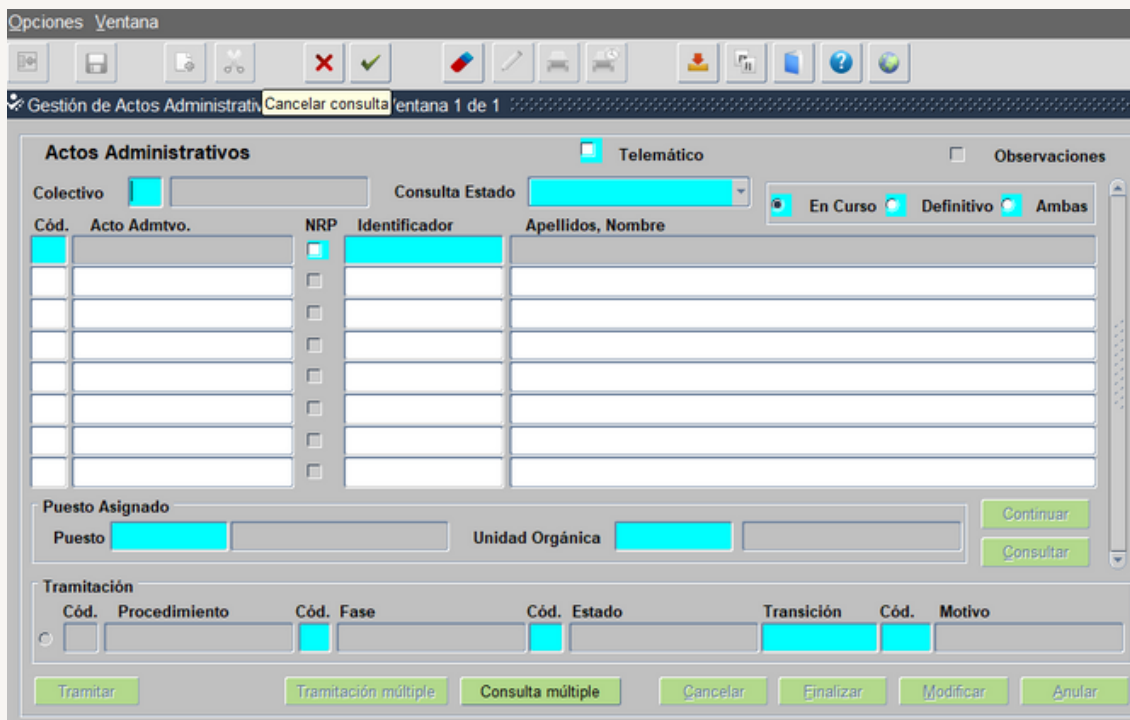 Opciones Ventana
Gestión de Actos Administrativ Cancelar consulta entana 1 de 1
Actos Administrativos Telemático Observaciones
Colectivo Consulta Estado En Curso Definitivo Ambas
Cód. Acto Admtvo. NRP Identificador Apellidos, Nombre
Puesto Asignado
Continuar
Puesto Unidad Orgánica
Consultar
Tramitación
Cód. Procedimiento Cód. Fase Cód. Estado Transición Cód. Motivo
Tramitar Tramitación múltiple Consulta múltiple Cancelar Finalizar Modificar Anular